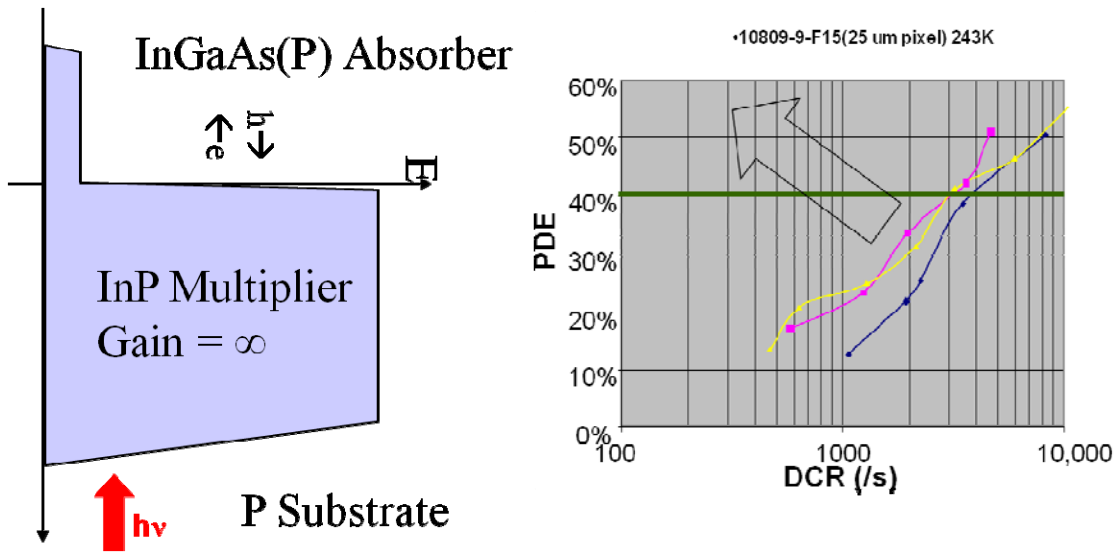 InGaAs(P) Absorber
h
e
E
InP Multiplier
Gain = ∞
hν
P Substrate
•10809-9-F15(25 um pixel) 243K
60%
50%
40%
30%
20%
10%
0%
PDE
100
1000
10,000
DCR (/s)